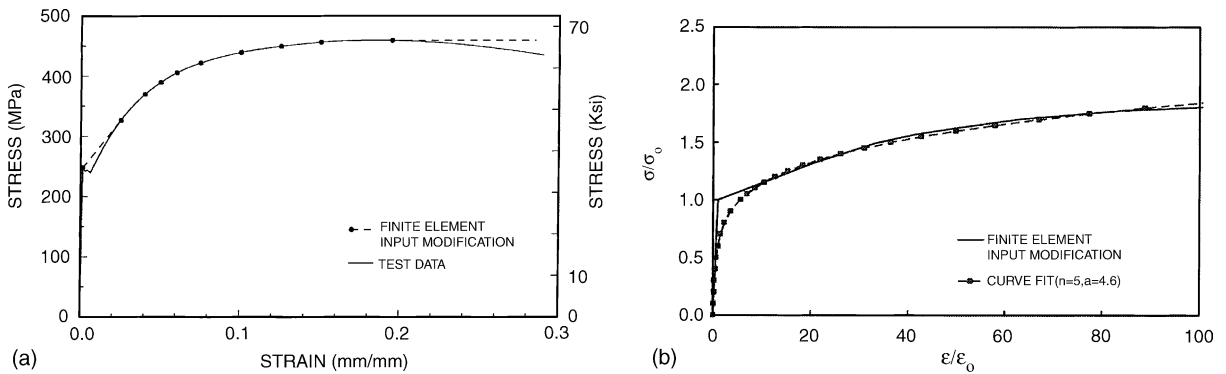 500
400
300
200
100
0
STRESS (MPa)
70
10
0
STRESS (Ksi)
FINITE ELEMENT
INPUT MODIFICATION
TEST DATA
0.0
0.1
0.2
0.3
STRAIN (mm/mm)
(a)
2.5
2.0
1.5
1.0
0.5
0.0
σ/σo
FINITE ELEMENT
INPUT MODIFICATION
CURVE FIT(n=5,a=4.6)
0
20
40
60
80
100
ε/εo
(b)